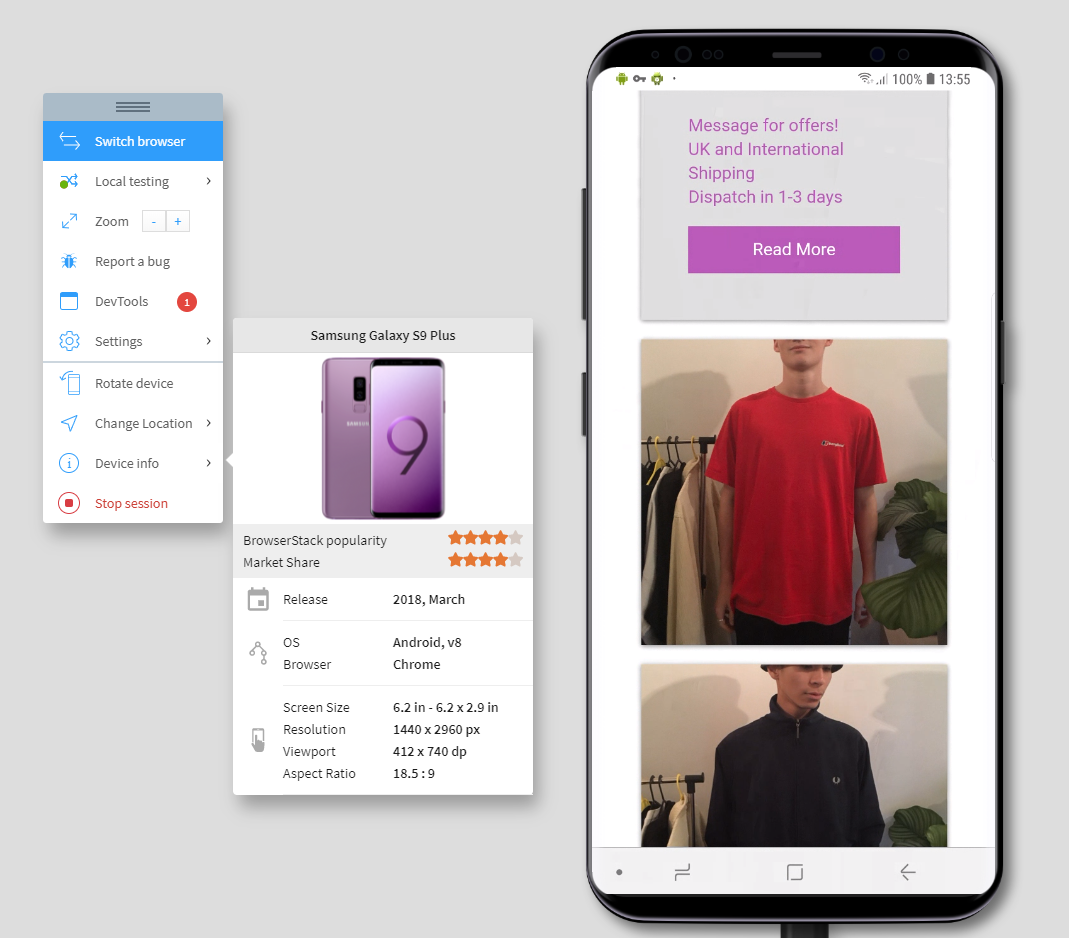 Switch browser
Local testing
Zoom - +
Report a bug
DevTools 1
Settings
Rotate device
Change Location
Device info
Stop session
Samsung Galaxy S9 Plus
SAMSUNG
9
BrowserStack popularity
Market Share
Release 2018, March
OS Android, v8
Browser Chrome
Screen Size 6.2 in - 6.2 x 2.9 in
Resolution 1440 x 2960 px
Viewport 412 x 740 dp
Aspect Ratio 18.5 : 9
100% 13:55
Message for offers!
UK and International
Shipping
Dispatch in 1-3 days
Read More